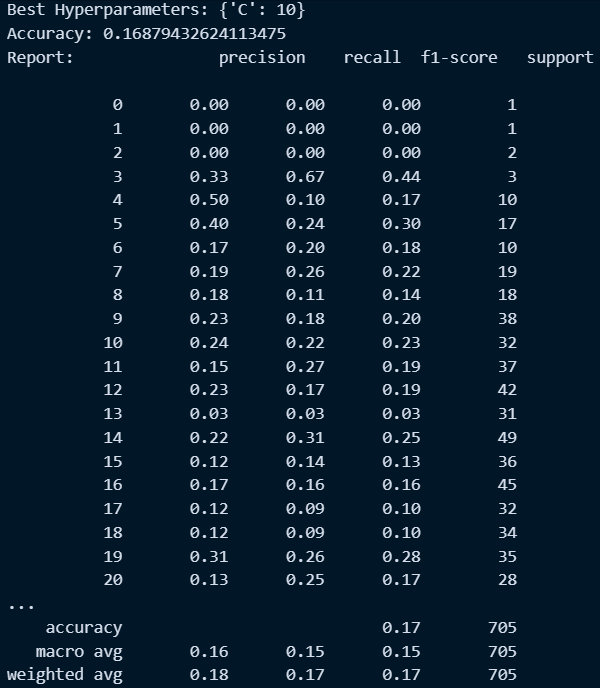 Best Hyperparameters: {'C': 10}
Accuracy: 0.16879432624113475
Report:               precision    recall  f1-score   support

           0       0.00      0.00      0.00         1
           1       0.00      0.00      0.00         1
           2       0.00      0.00      0.00         2
           3       0.33      0.67      0.44         3
           4       0.50      0.10      0.17        10
           5       0.40      0.24      0.30        17
           6       0.17      0.20      0.18        10
           7       0.19      0.26      0.22        19
           8       0.18      0.11      0.14        18
           9       0.23      0.18      0.20        38
          10       0.24      0.22      0.23        32
          11       0.15      0.27      0.19        37
          12       0.23      0.17      0.19        42
          13       0.03      0.03      0.03        31
          14       0.22      0.31      0.25        49
          15       0.12      0.14      0.13        36
          16       0.17      0.16      0.16        45
          17       0.12      0.09      0.10        32
          18       0.12      0.09      0.10        34
          19       0.31      0.26      0.28        35
          20       0.13      0.25      0.17        28
...
    accuracy                           0.17       705
   macro avg       0.16      0.15      0.15       705
weighted avg       0.18      0.17      0.17       705